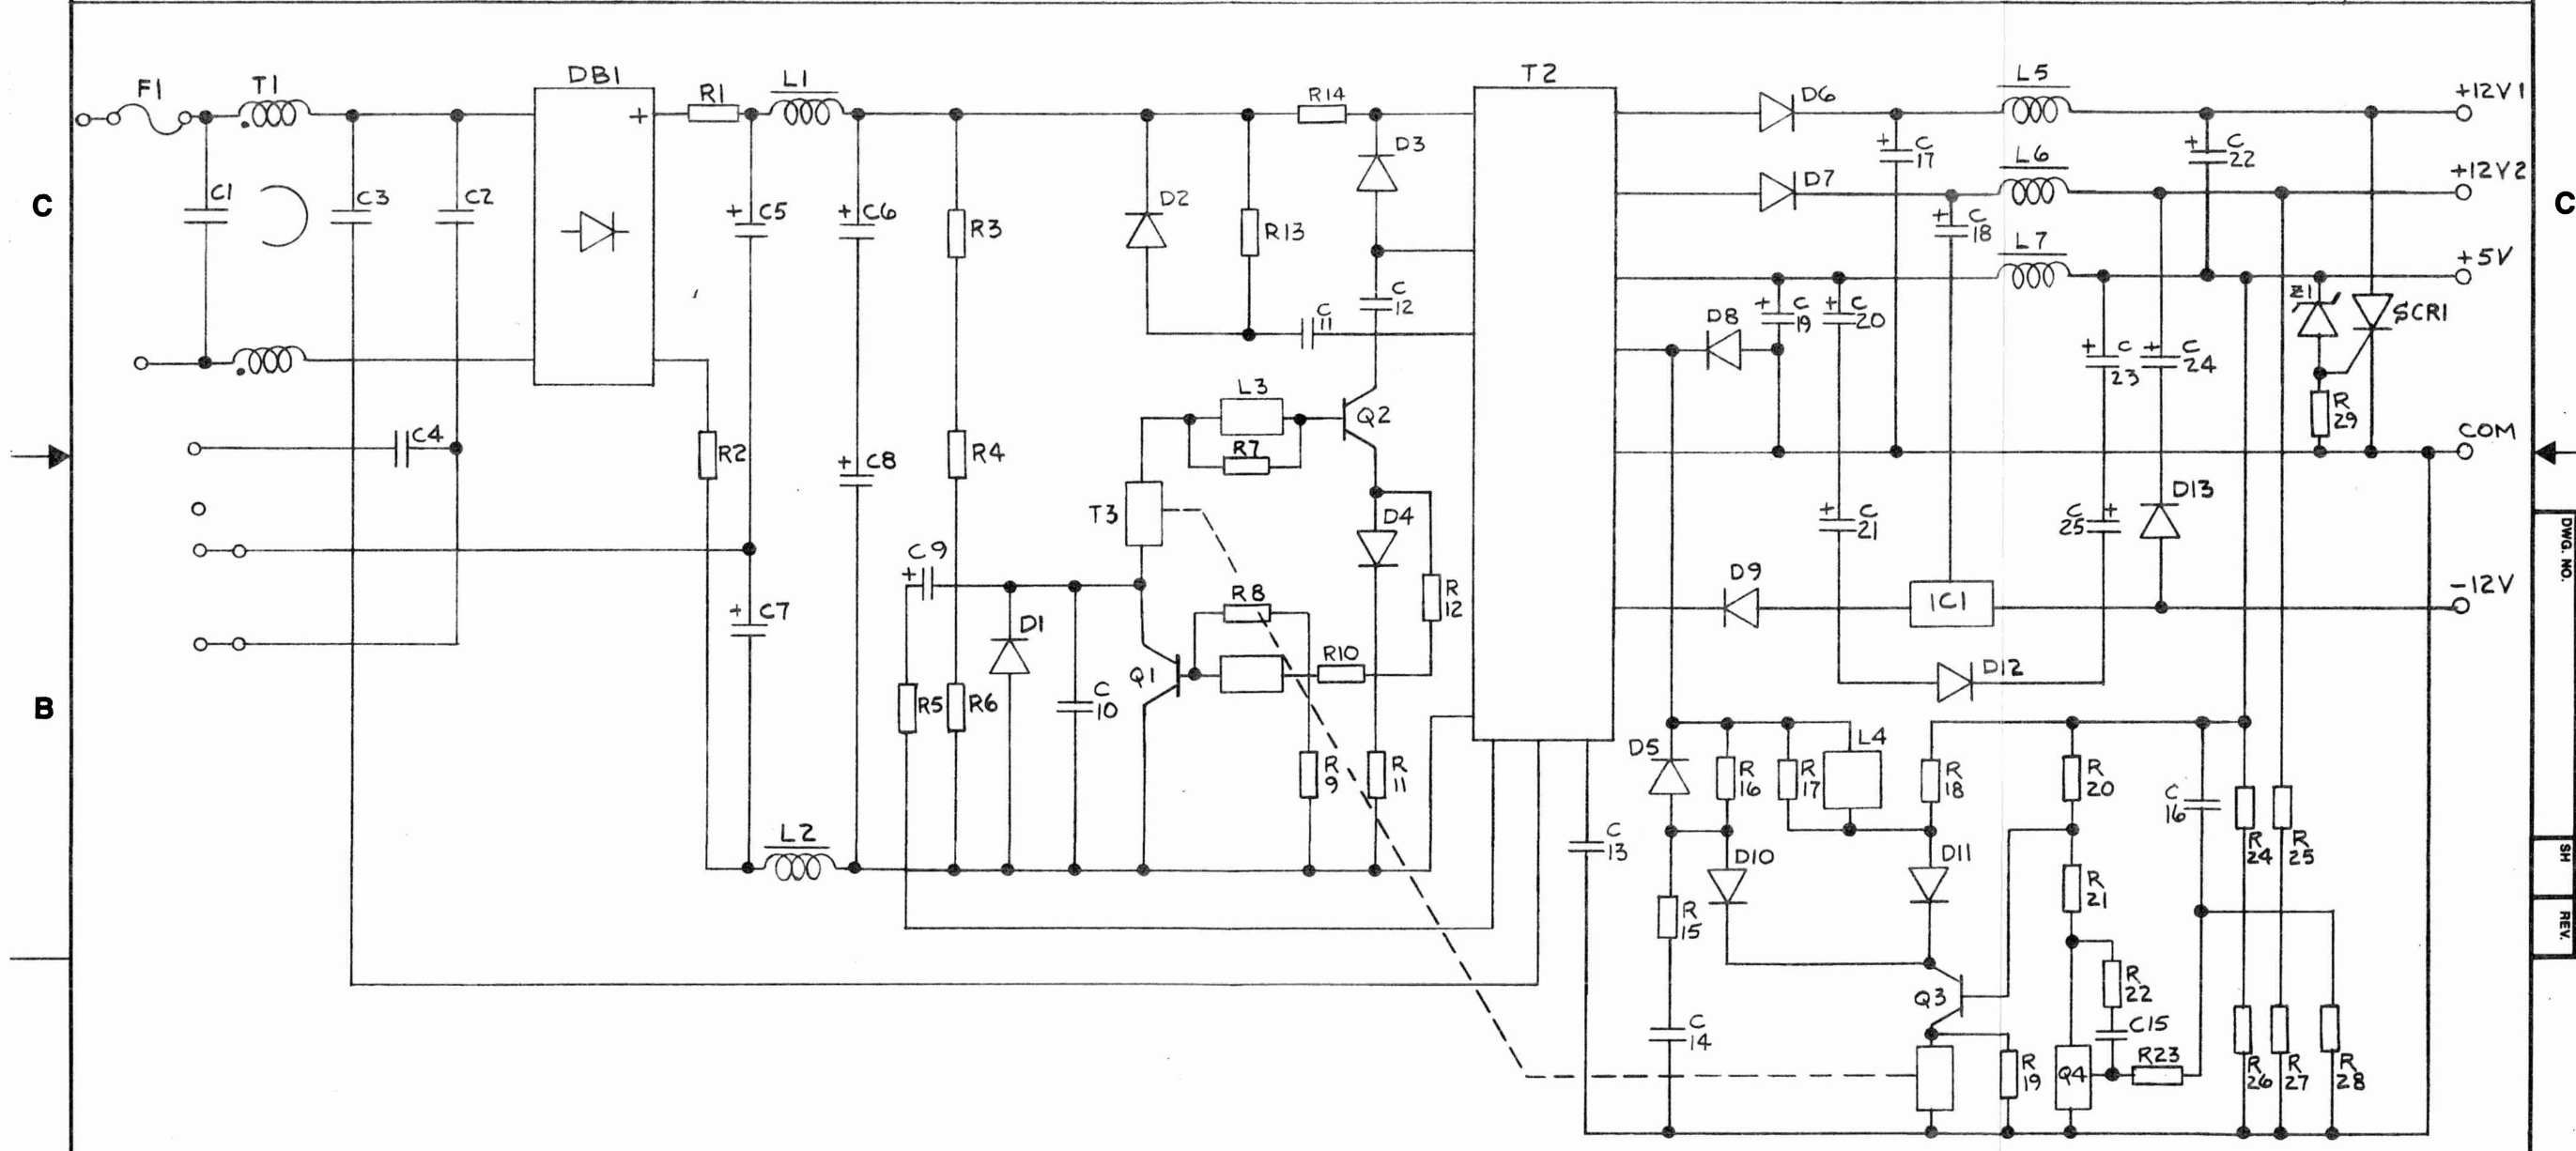 F1
T1
DB1
+
R1
L1
R14
T2
D6
L5
+12V1
C1
C3
C2
+ C5
+ C6
R3
D2
R13
D3
+ C 17
L6
+ C 22
D7
+12V2
+ C 18
L7
+5V
C 11
C 12
D8
+ C 19
+ C 20
Z1
SCR1
+ C 23
+ C 24
R 29
C4
R2
+ C8
R4
L3
R7
Q2
COM
T3
D4
+ C 21
C 25 +
D13
+ C7
C9
+
D1
R8
R 12
D9
IC1
-12V
R5
R6
C 10
Q1
R10
D12
L2
R 9
R 11
C 13
D5
R 16
R 17
L4
R 18
R 20
C 16
R 24
R 25
D10
D11
R 15
R 21
C 14
Q3
R 22
C15
R 19
Q4
R23
R 26
R 27
R 28
C
C
B
DWG. NO.
SH
REV.